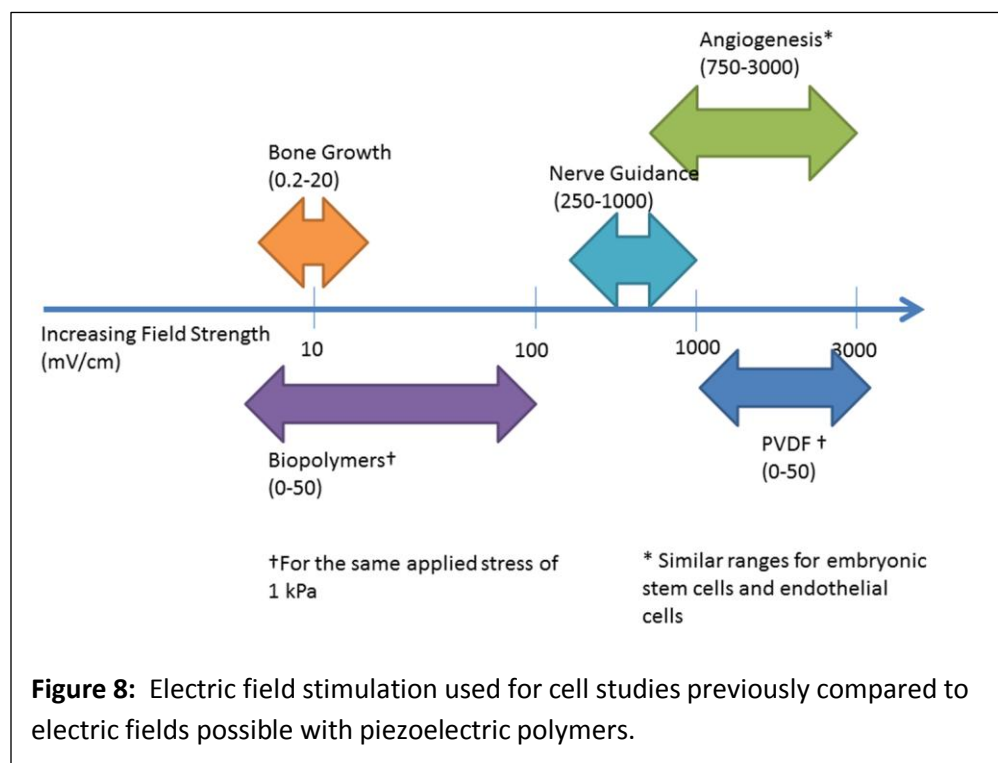 Angiogenesis*
(750-3000)
Bone Growth
(0.2-20)
Nerve Guidance
(250-1000)
Increasing Field Strength
(mV/cm)
10
100
1000
3000
Biopolymers†
(0-50)
PVDF †
(0-50)
†For the same applied stress of
1 kPa
* Similar ranges for embryonic
stem cells and endothelial
cells
Figure 8: Electric field stimulation used for cell studies previously compared to
electric fields possible with piezoelectric polymers.